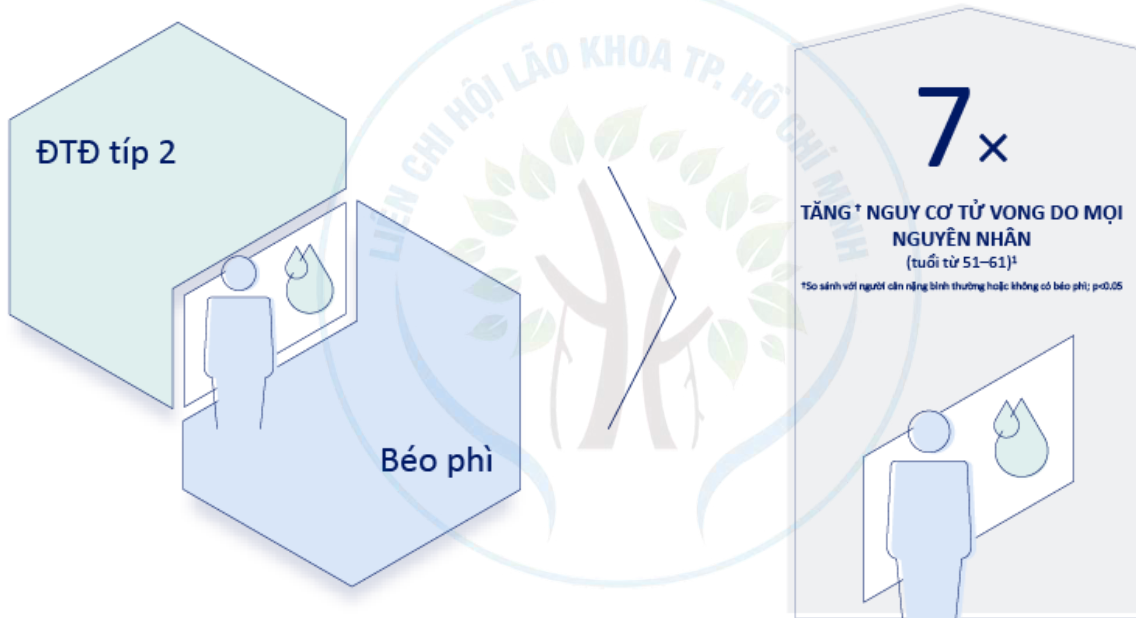 LIÊN CHI HỘI LÃO KHOA TP. HỒ CHÍ MINH
ĐTĐ típ 2
Béo phì
7×
TĂNG † NGUY CƠ TỬ VONG DO MỌI
NGUYÊN NHÂN
(tuổi từ 51–61)¹
†So sánh với người cân nặng bình thường hoặc không có béo phì; p<0.05